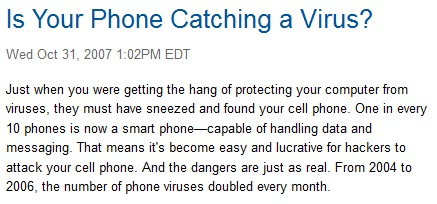 Is Your Phone Catching a Virus?
Wed Oct 31, 2007 1:02PM EDT
Just when you were getting the hang of protecting your computer from
viruses, they must have sneezed and found your cell phone. One in every
10 phones is now a smart phone—capable of handling data and
messaging. That means it's become easy and lucrative for hackers to
attack your cell phone. And the dangers are just as real. From 2004 to
2006, the number of phone viruses doubled every month.